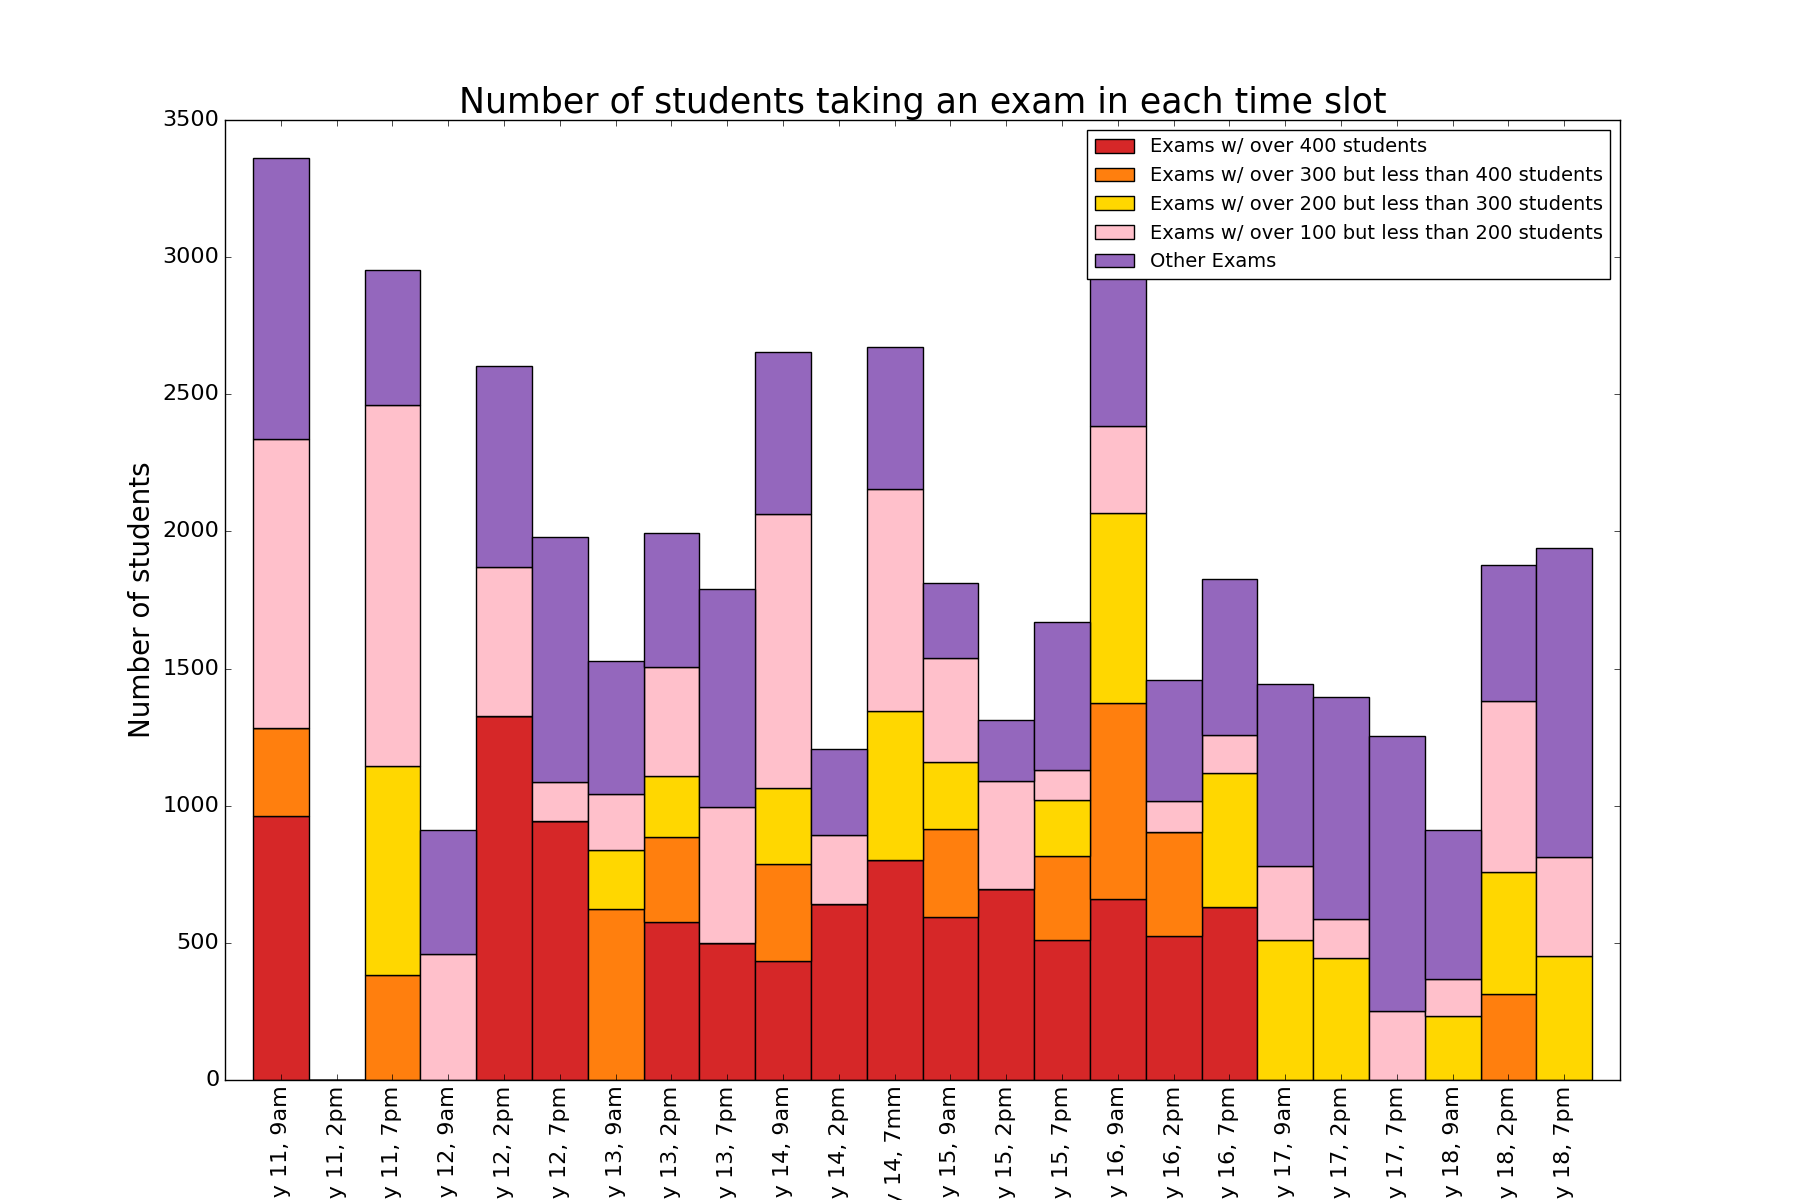 Number of students taking an exam in each time slot
Exams w/ over 400 students
Exams w/ over 300 but less than 400 students
Exams w/ over 200 but less than 300 students
Exams w/ over 100 but less than 200 students
Other Exams
Number of students
3500
3000
2500
2000
1500
1000
500
0
y 11, 9am
y 11, 2pm
y 11, 7pm
y 12, 9am
y 12, 2pm
y 12, 7pm
y 13, 9am
y 13, 2pm
y 13, 7pm
y 14, 9am
y 14, 2pm
y 14, 7mm
y 15, 9am
y 15, 2pm
y 15, 7pm
y 16, 9am
y 16, 2pm
y 16, 7pm
y 17, 9am
y 17, 2pm
y 17, 7pm
y 18, 9am
y 18, 2pm
y 18, 7pm